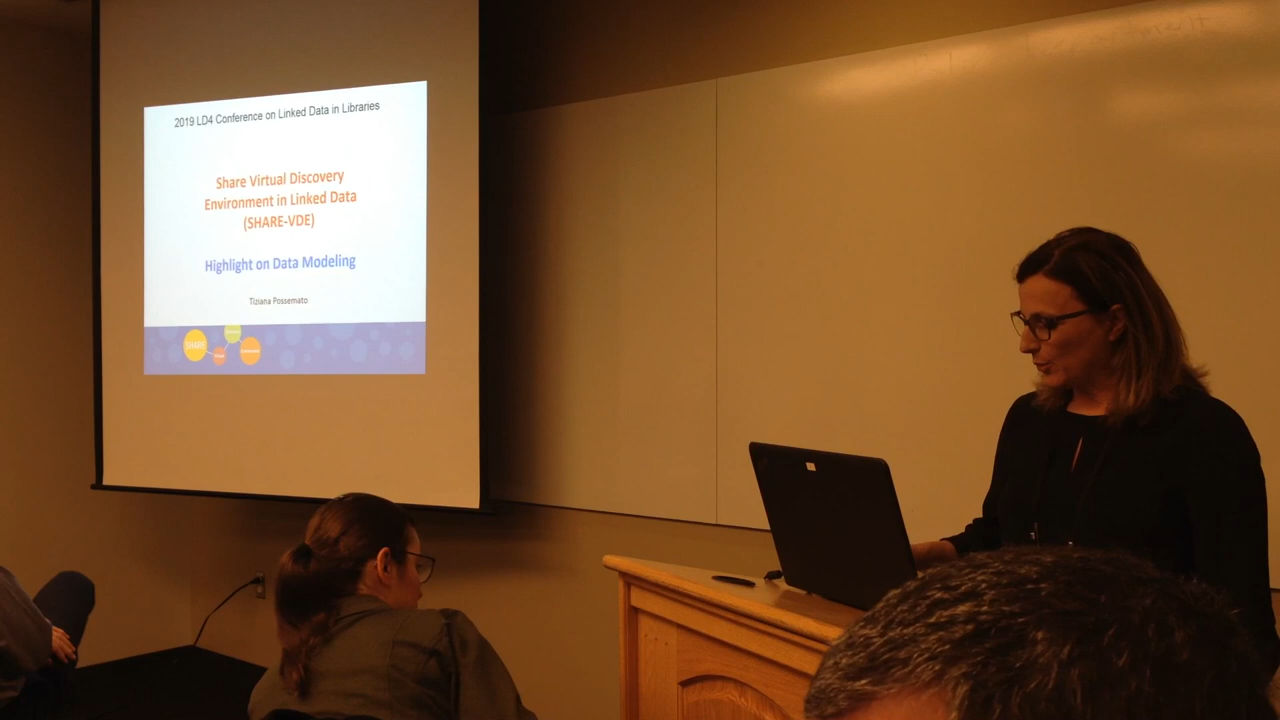 2019 LD4 Conference on Linked Data in Libraries
Share Virtual Discovery
Environment in Linked Data
(SHARE-VDE)
Highlight on Data Modeling
Tiziana Possemato
SHARE